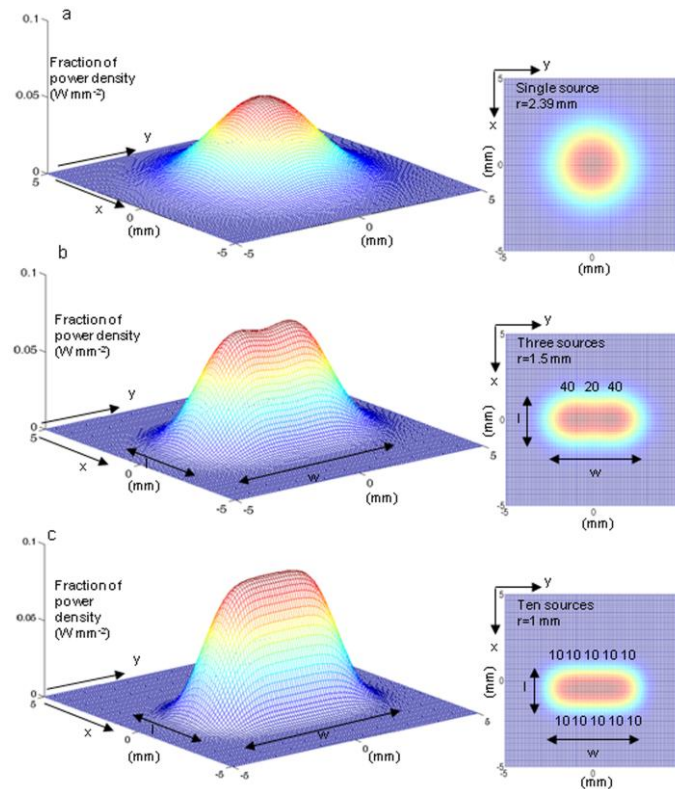 a
0.1
Fraction of
power density
(W mm-2)
0.05
y
0
5
x
0
(mm)
-5
-5
0
(mm)
5
y
5
Single source
r=2.39 mm
x
(mm)
0
-5
-5
0
5
(mm)
b
0.1
Fraction of
power density
(W mm-2)
0.05
y
0
5
x
l
0
(mm)
w
-5
-5
0
(mm)
5
y
5
Three sources
r=1.5 mm
x
40 20 40
(mm)
0
l
w
-5
-5
0
5
(mm)
c
0.1
Fraction of
power
density
(W mm-2)
0.05
y
0
5
x
l
0
(mm)
w
-5
-5
0
(mm)
5
y
5
Ten sources
r=1 mm
x
10 10 10 10 10
(mm)
0
l
10 10 10 10 10
w
-5
-5
0
5
(mm)